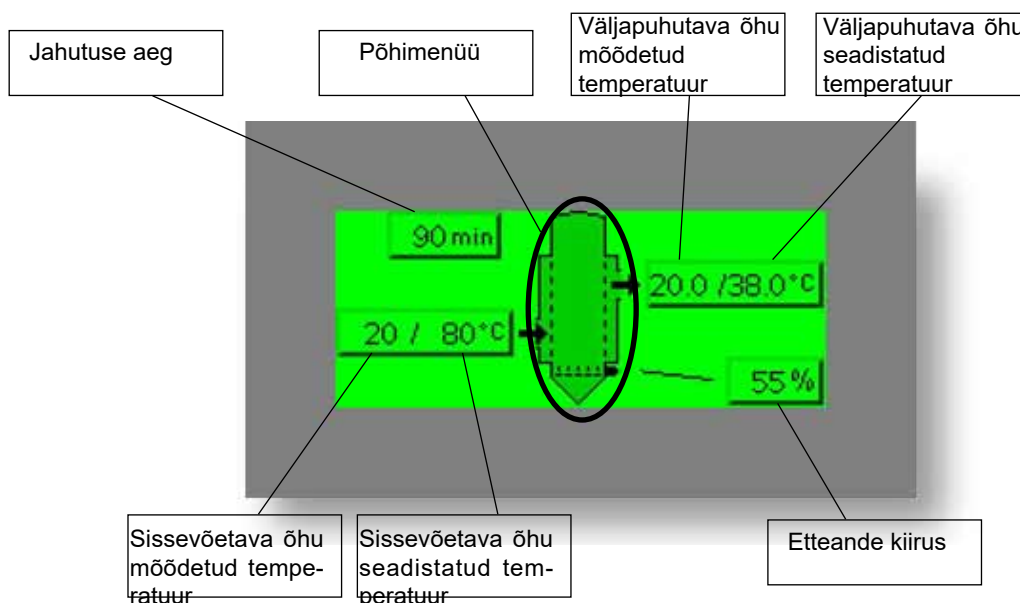 Jahutuse aeg
Põhimenüü
Väljapuhutava õhu
mõõdetud
temperatuur
Väljapuhutava õhu
seadistatud
temperatuur
90 min
20.0 /38.0°C
20 / 80°C
55%
Sissevõetava õhu
mõõdetud tempe-
ratuur
Sissevõetava õhu
seadistatud tem-
peratuur
Etteande kiirus